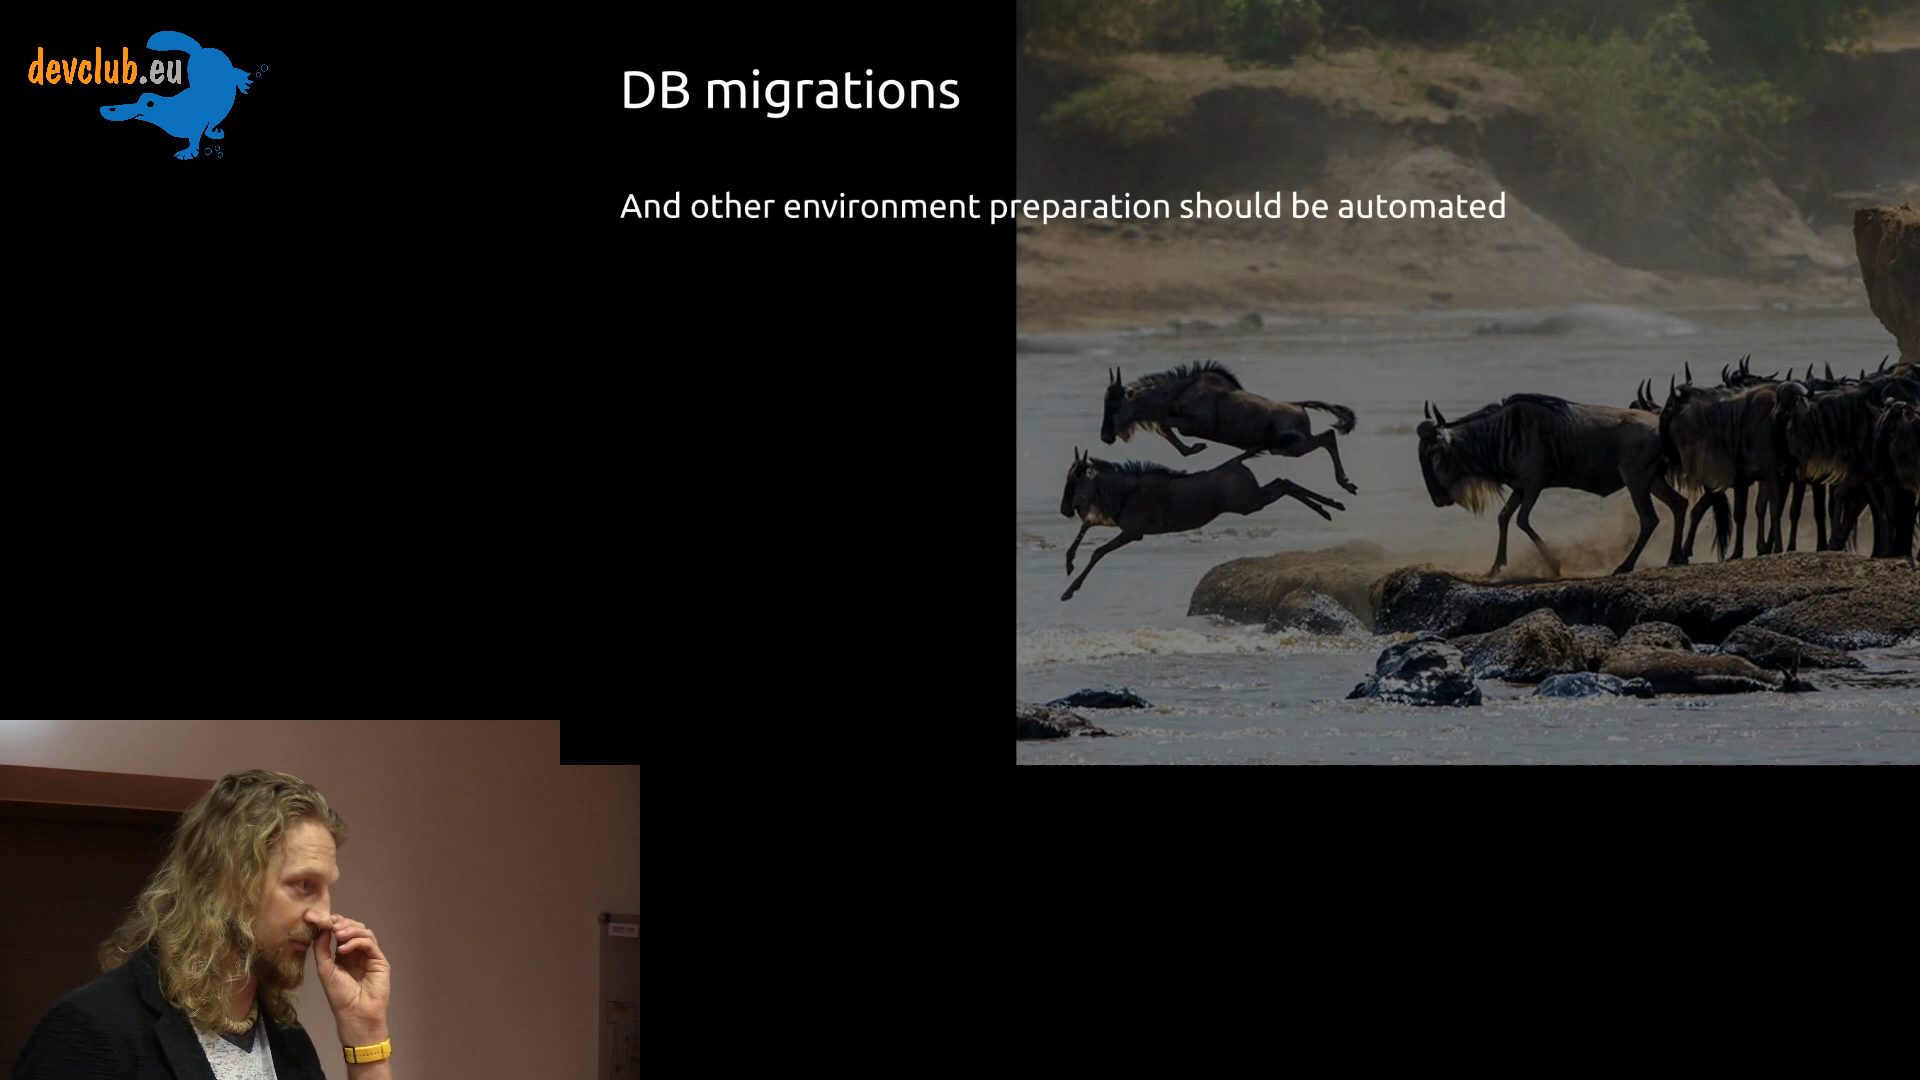 devclub.eu
DB migrations
And other environment preparation should be automated